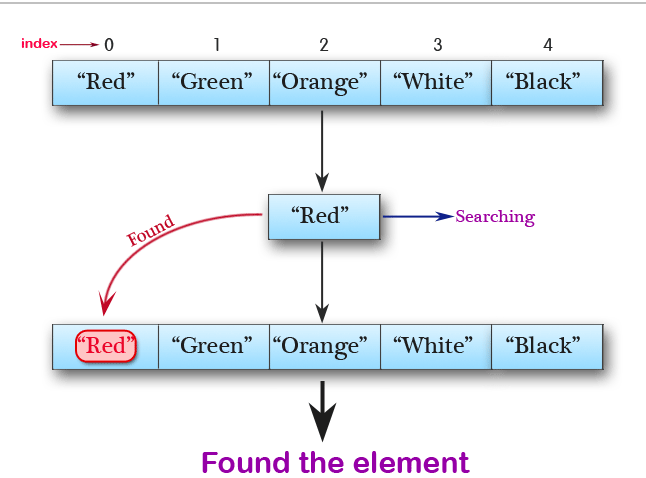 index 0 1 2 3 4
“Red” “Green” “Orange” “White” “Black”
“Red”
Searching
Found
“Red” “Green” “Orange” “White” “Black”
Found the element